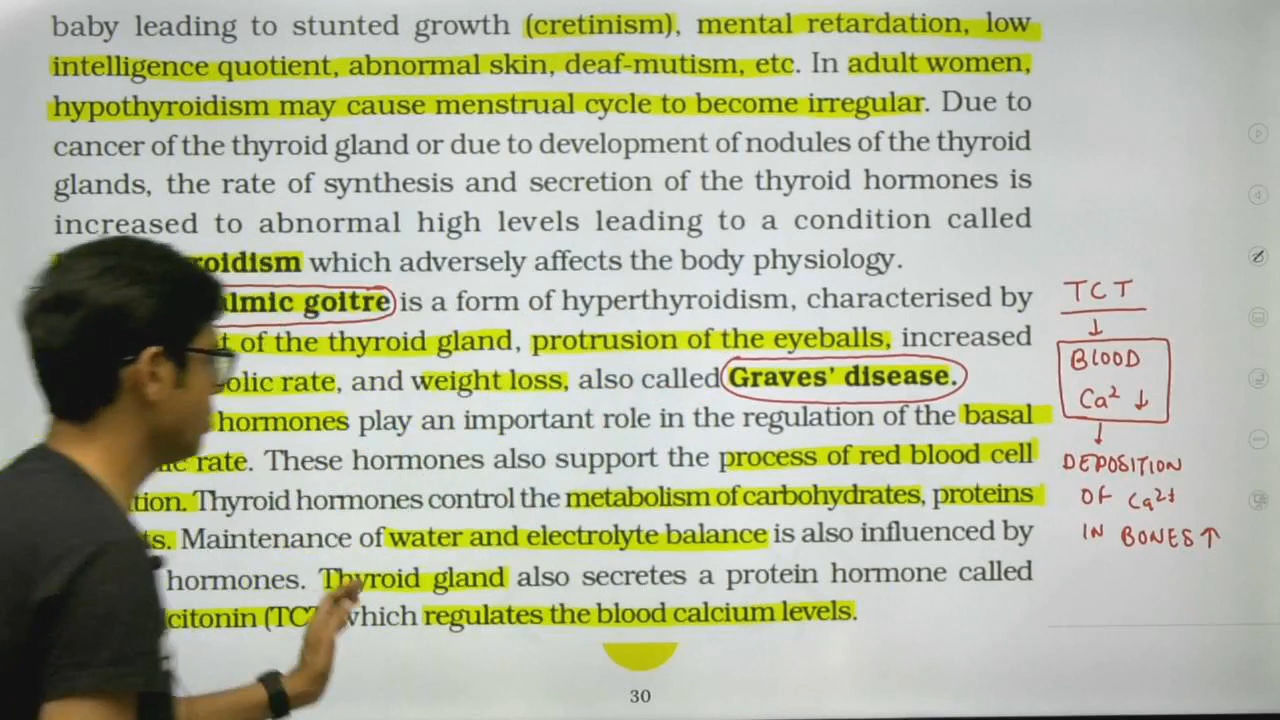 baby leading to stunted growth (cretinism), mental retardation, low
intelligence quotient, abnormal skin, deaf-mutism, etc. In adult women,
hypothyroidism may cause menstrual cycle to become irregular. Due to
cancer of the thyroid gland or due to development of nodules of the thyroid
glands, the rate of synthesis and secretion of the thyroid hormones is
increased to abnormal high levels leading to a condition called
roidism which adversely affects the body physiology.
lmic goitre is a form of hyperthyroidism, characterised by
t of the thyroid gland, protrusion of the eyeballs, increased
olic rate, and weight loss, also called Graves' disease.
hormones play an important role in the regulation of the basal
ic rate. These hormones also support the process of red blood cell
tion. Thyroid hormones control the metabolism of carbohydrates, proteins
ts. Maintenance of water and electrolyte balance is also influenced by
hormones. Thyroid gland also secretes a protein hormone called
citonin (TCT which regulates the blood calcium levels.
30
TCT
↓
BLOOD
Ca2 ↓
↓
DEPOSITION
OF Ca2+
IN BONES ↑